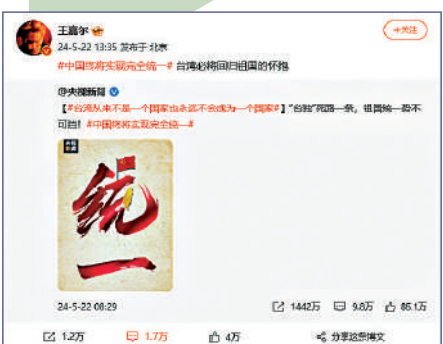 王嘉尔
+关注
24-5-22 13:35 发布于 北京
#中国终将实现完全统一# 台湾必将回归祖国的怀抱
@央视新闻
【#台湾从来不是一个国家也永远不会成为一个国家#】“台独”死路一条，祖国统一势不
可挡！#中国终将实现完全统一#
统一
24-5-22 08:29
1442万 9.8万 86.1万
1.2万 1.7万 4万 分享这条博文